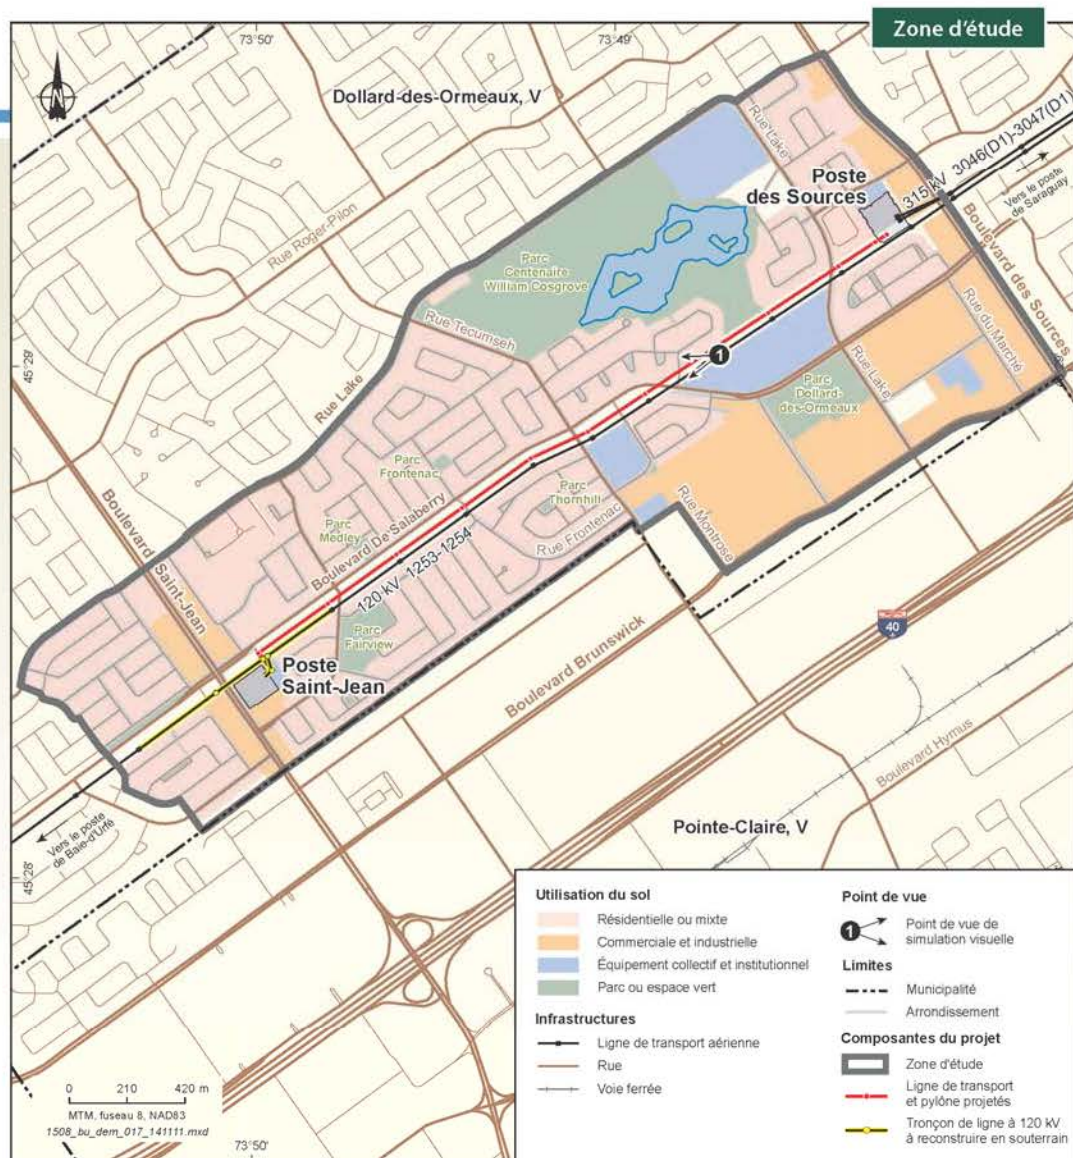 Zone d'étude
73°50'
73°49'
Dollard-des-Ormeaux, V
Rue Lake
315 kV 3046(D1)-3047(D1)
Poste
des Sources
Vers le poste
de Saraguay
Boulevard des Sources
Rue Roger-Pilon
Parc
Centenaire
William Cosgrove
Rue Tecumseh
45°29'
Rue Lake
Rue du Marché
1
Parc
Dollard-
des-Ormeaux
Rue Lake
Parc
Frontenac
Parc
Thornhill
Rue Montrose
Boulevard Saint-Jean
Parc
Medley
Boulevard De Salaberry
Rue Frontenac
120 kV 1253-1254
Parc
Fairview
40
Poste
Saint-Jean
Boulevard Brunswick
Boulevard Hymus
Vers le poste
de Baie-d'Urfé
Pointe-Claire, V
45°28'
Utilisation du sol
Résidentielle ou mixte
Commerciale et industrielle
Équipement collectif et institutionnel
Parc ou espace vert
Infrastructures
Ligne de transport aérienne
Rue
Voie ferrée
Point de vue
1
Point de vue de
simulation visuelle
Limites
Municipalité
Arrondissement
Composantes du projet
Zone d'étude
Ligne de transport
et pylône projetés
Tronçon de ligne à 120 kV
à reconstruire en souterrain
0 210 420 m
MTM, fuseau 8, NAD83
1508_bu_dem_017_141111.mxd
73°50'
N